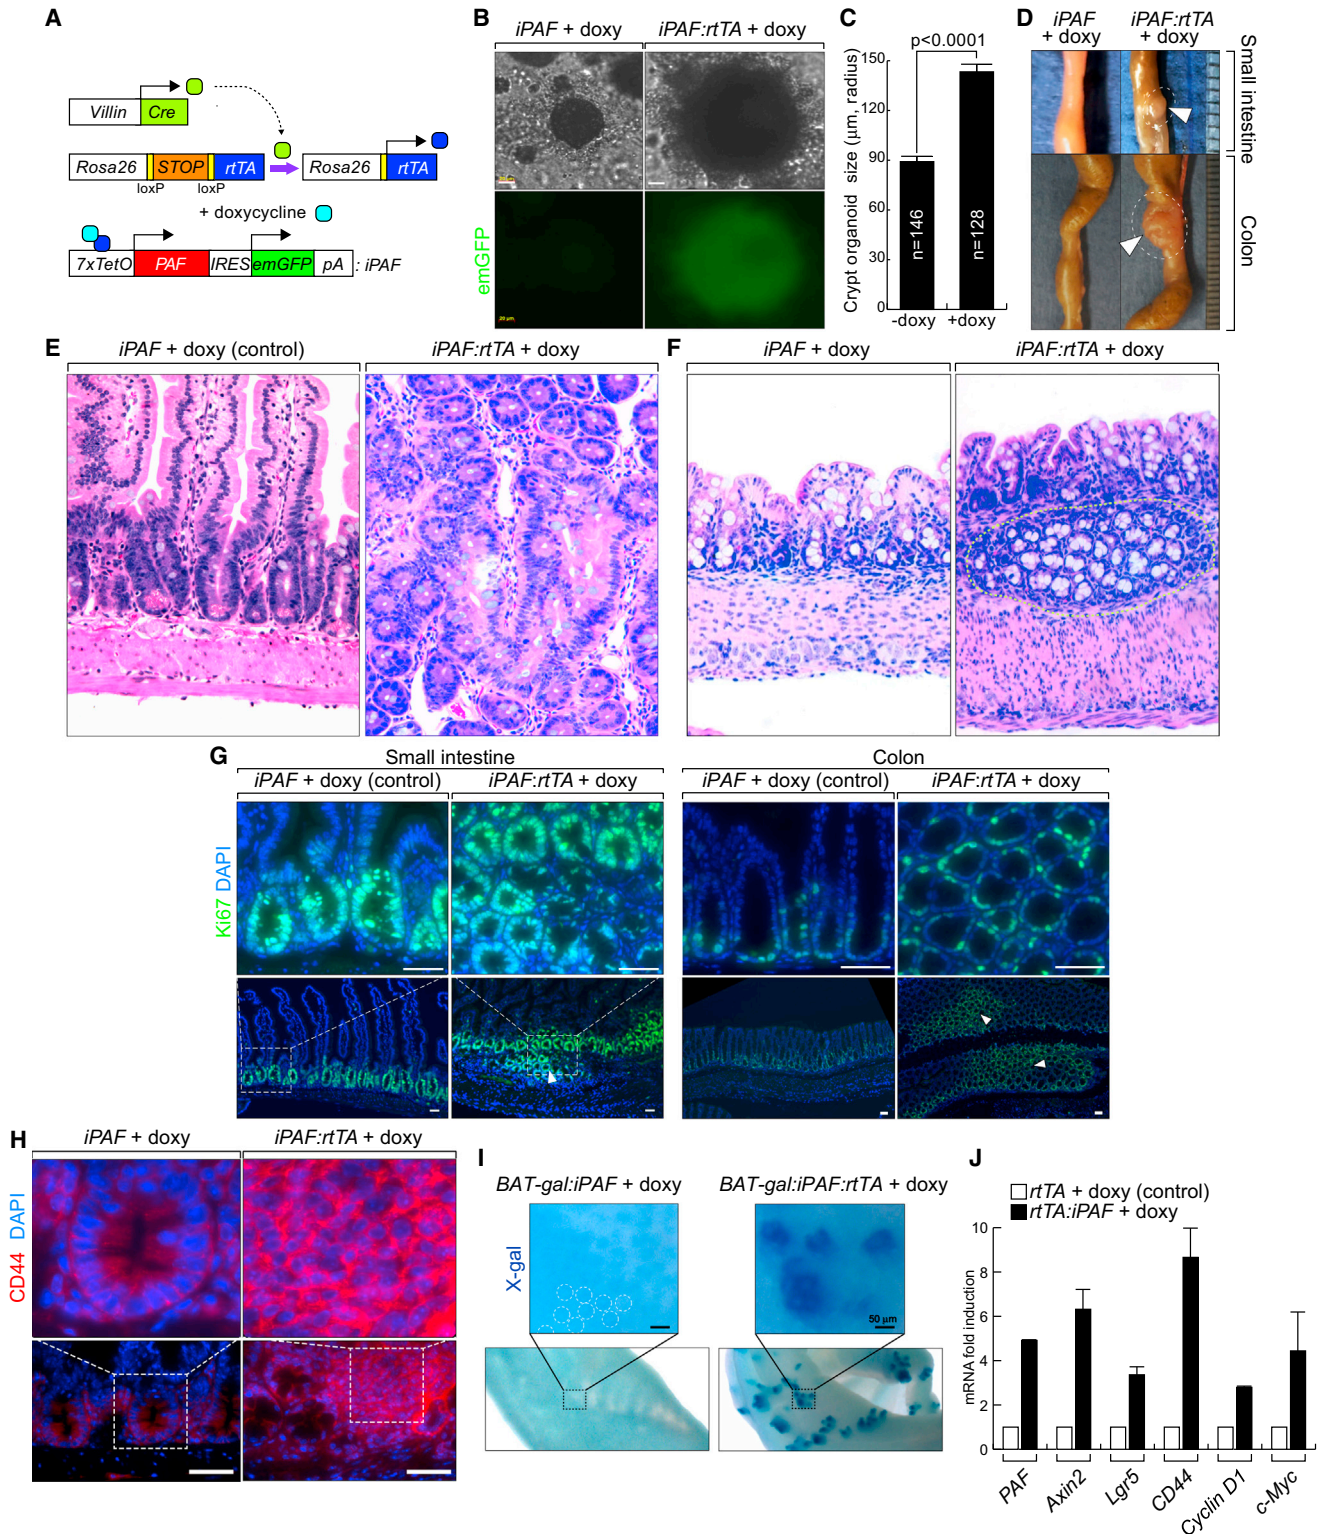 A
Villin Cre
Rosa26 STOP rtTA
loxP loxP
Rosa26 rtTA
+ doxycycline
7xTetO PAF IRES emGFP pA : iPAF
B
iPAF + doxy iPAF:rtTA + doxy
emGFP
20 µm
C
p<0.0001
Crypt organoid size (µm, radius)
150
120
90
60
30
0
n=146
n=128
-doxy +doxy
D
iPAF + doxy
iPAF:rtTA + doxy
Small intestine
Colon
E
iPAF + doxy (control) iPAF:rtTA + doxy
F
iPAF + doxy iPAF:rtTA + doxy
G
Small intestine
iPAF + doxy (control) iPAF:rtTA + doxy
Colon
iPAF + doxy (control) iPAF:rtTA + doxy
Ki67 DAPI
H
iPAF + doxy iPAF:rtTA + doxy
CD44 DAPI
I
BAT-gal:iPAF + doxy BAT-gal:iPAF:rtTA + doxy
X-gal
50 µm
J
rtTA + doxy (control)
rtTA:iPAF + doxy
mRNA fold induction
10
8
6
4
2
0
PAF Axin2 Lgr5 CD44 Cyclin D1 c-Myc